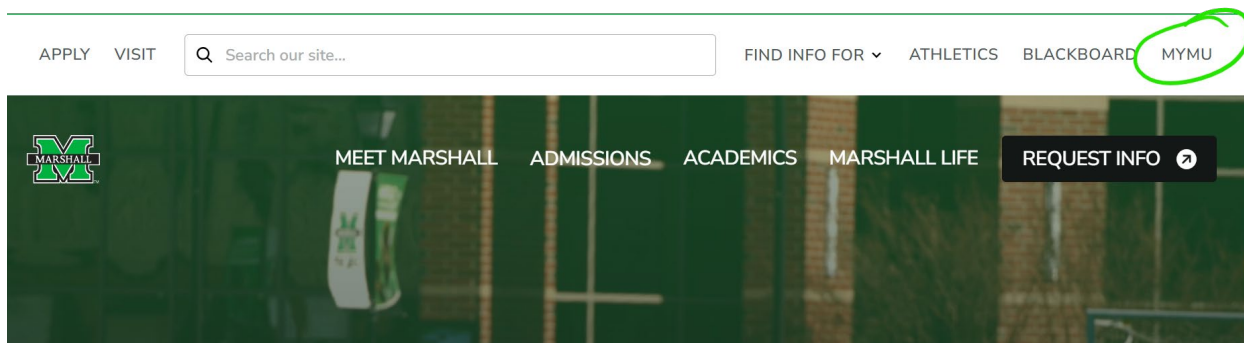 APPLY VISIT Search our site... FIND INFO FOR ATHLETICS BLACKBOARD MYMU
MARSHALL MEET MARSHALL ADMISSIONS ACADEMICS MARSHALL LIFE REQUEST INFO